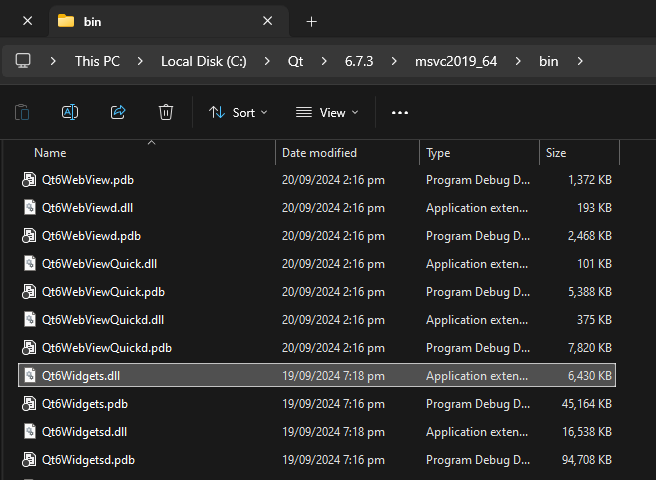 bin
This PC > Local Disk (C:) > Qt > 6.7.3 > msvc2019_64 > bin >
Sort View
Name Date modified Type Size
Qt6WebView.pdb 20/09/2024 2:16 pm Program Debug D... 1,372 KB
Qt6WebViewd.dll 20/09/2024 2:16 pm Application exten... 193 KB
Qt6WebViewd.pdb 20/09/2024 2:16 pm Program Debug D... 2,468 KB
Qt6WebViewQuick.dll 20/09/2024 2:16 pm Application exten... 101 KB
Qt6WebViewQuick.pdb 20/09/2024 2:16 pm Program Debug D... 5,388 KB
Qt6WebViewQuickd.dll 20/09/2024 2:16 pm Application exten... 375 KB
Qt6WebViewQuickd.pdb 20/09/2024 2:16 pm Program Debug D... 7,820 KB
Qt6Widgets.dll 19/09/2024 7:18 pm Application exten... 6,430 KB
Qt6Widgets.pdb 19/09/2024 7:16 pm Program Debug D... 45,164 KB
Qt6Widgetsd.dll 19/09/2024 7:18 pm Application exten... 16,538 KB
Qt6Widgetsd.pdb 19/09/2024 7:16 pm Program Debug D... 94,708 KB